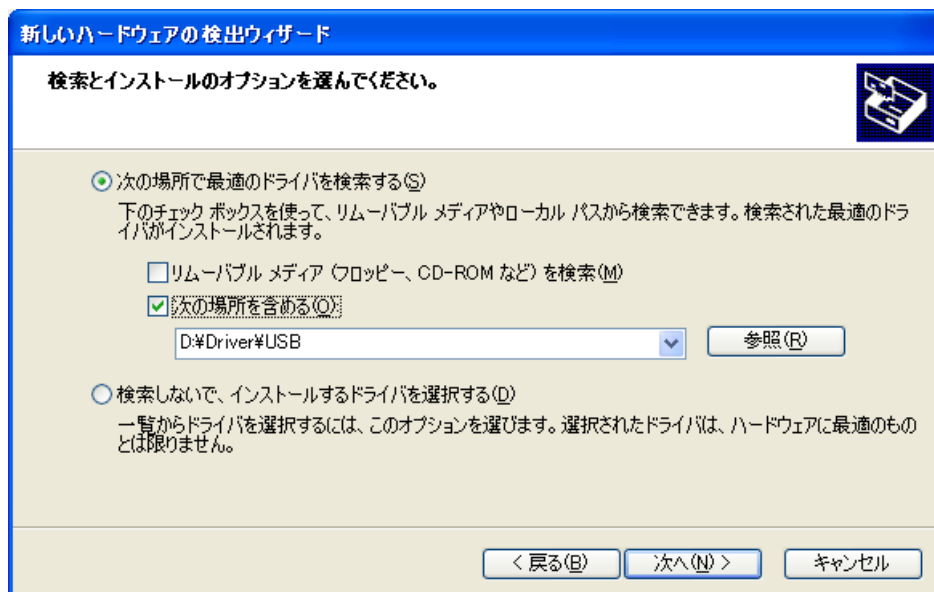 新しいハードウェアの検出ウィザード
検索とインストールのオプションを選んでください。
次の場所で最適のドライバを検索する(S)
下のチェック ボックスを使って、リムーバブル メディアやローカル パスから検索できます。検索された最適のドラ
イバがインストールされます。
リムーバブル メディア (フロッピー、CD-ROM など) を検索(M)
次の場所を含める(O):
D:¥Driver¥USB
参照(R)
検索しないで、インストールするドライバを選択する(D)
一覧からドライバを選択するには、このオプションを選びます。選択されたドライバは、ハードウェアに最適のもの
とは限りません。
< 戻る(B) 次へ(N) > キャンセル